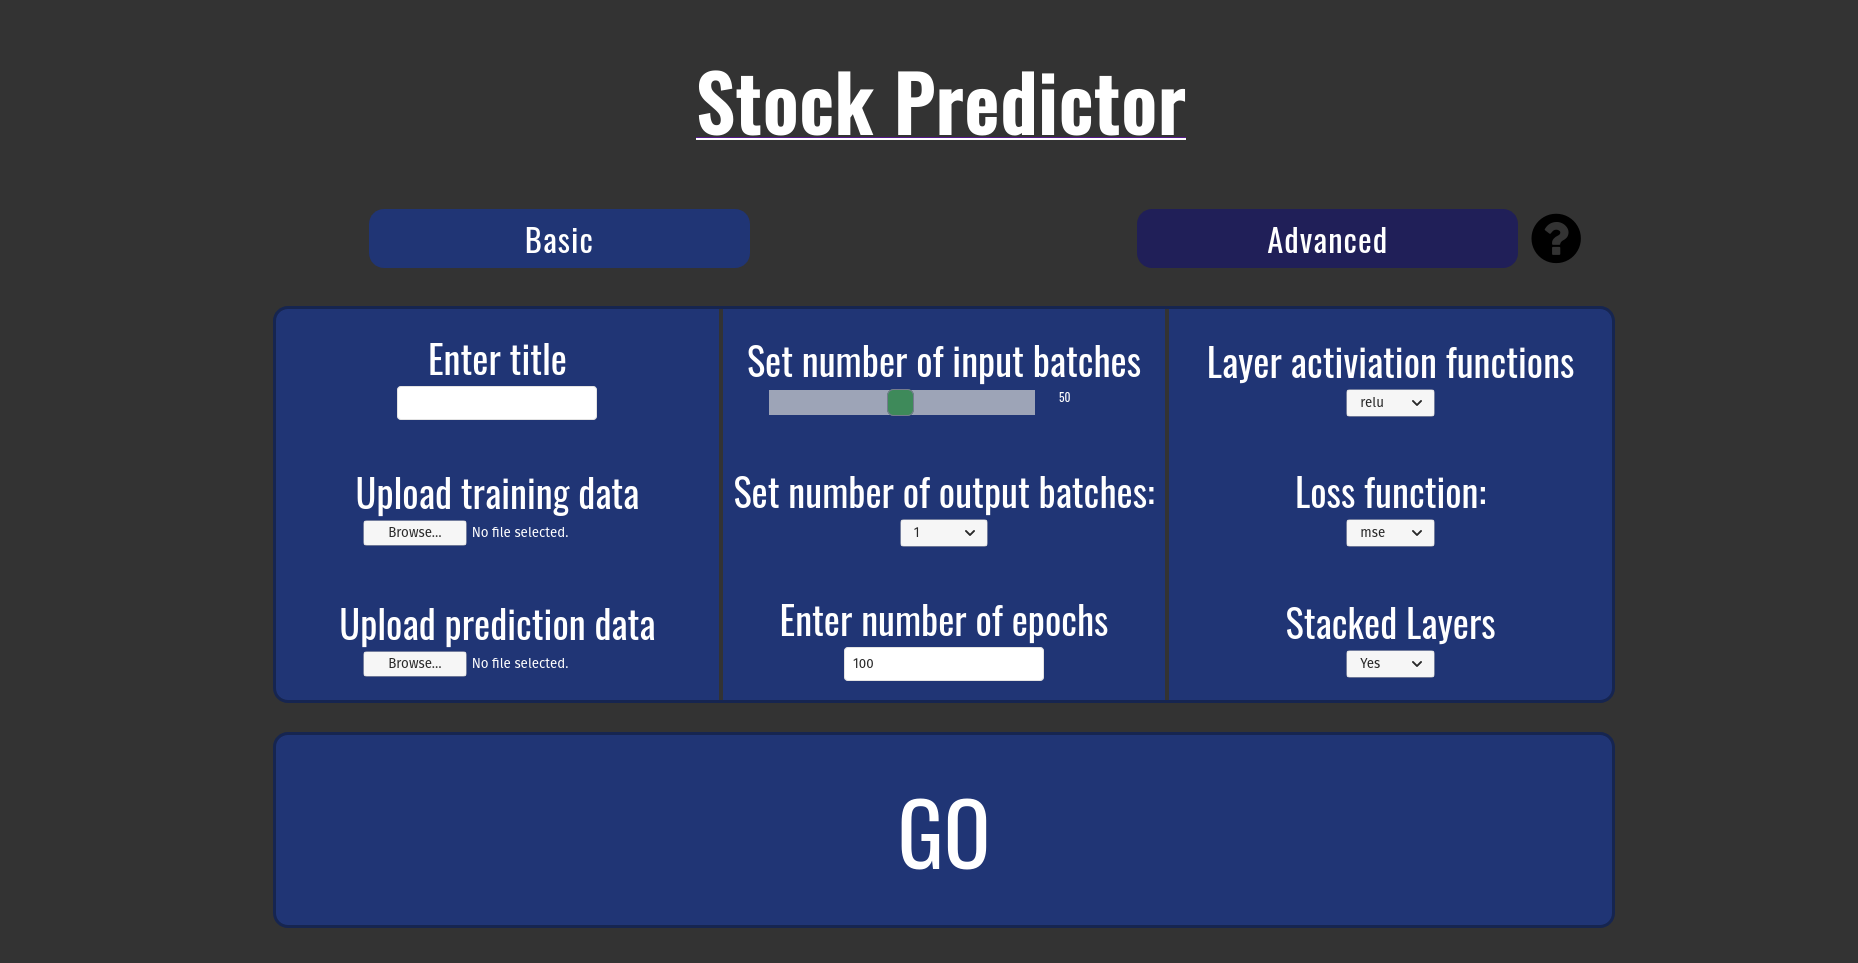 Stock Predictor
Basic
Advanced
?
Enter title
Upload training data
Browse... No file selected.
Upload prediction data
Browse... No file selected.
Set number of input batches
50
Set number of output batches:
1
Enter number of epochs
100
Layer activiation functions
relu
Loss function:
mse
Stacked Layers
Yes
GO